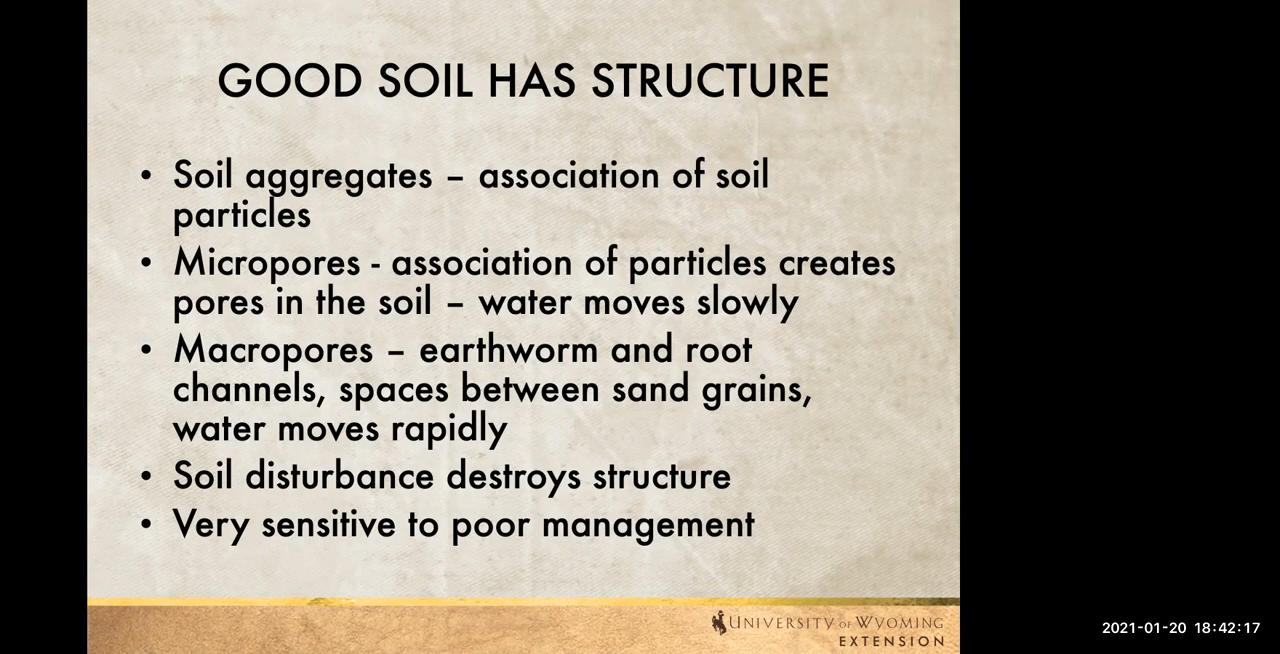 GOOD SOIL HAS STRUCTURE
• Soil aggregates – association of soil
particles
• Micropores - association of particles creates
pores in the soil – water moves slowly
• Macropores – earthworm and root
channels, spaces between sand grains,
water moves rapidly
• Soil disturbance destroys structure
• Very sensitive to poor management
UNIVERSITY OF WYOMING
EXTENSION
2021-01-20 18:42:17